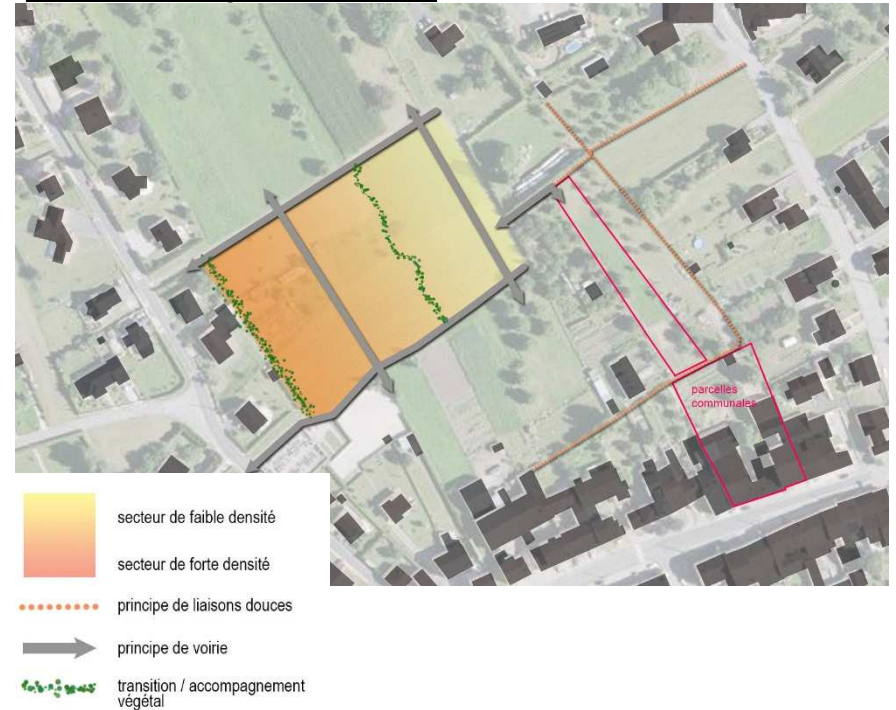 parcelles
communales
secteur de faible densité
secteur de forte densité
principe de liaisons douces
principe de voirie
transition / accompagnement
végétal